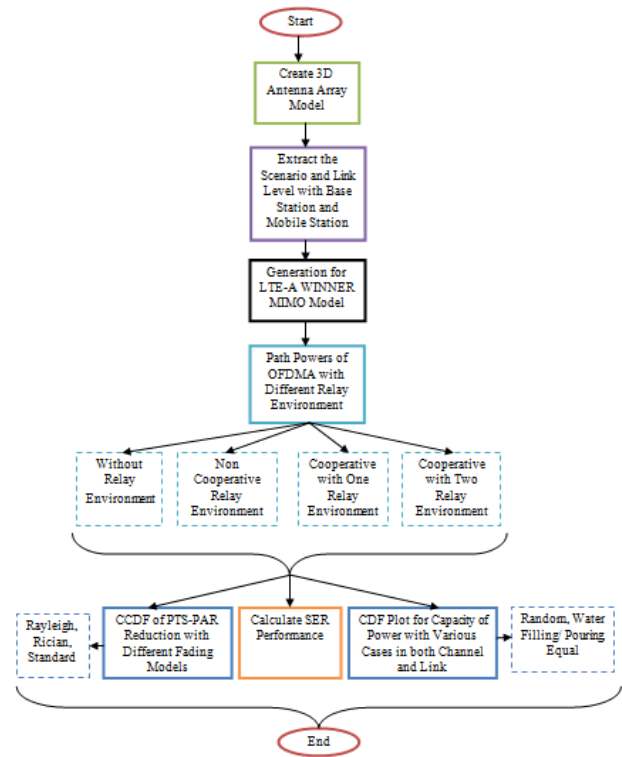 Start
Create 3D
Antenna Array
Model
Extract the
Scenario and Link
Level with Base
Station and
Mobile Station
Generation for
LTE-A WINNER
MIMO Model
Path Powers of
OFDMA with
Different Relay
Environment
Without
Relay
Environment
Non
Cooperative
Relay
Environment
Cooperative
with One
Relay
Environment
Cooperative
with Two
Relay
Environment
Rayleigh,
Rician,
Standard
CCDF of PTS-PAR
Reduction with
Different Fading
Models
Calculate SER
Performance
CDF Plot for Capacity of
Power with Various
Cases in both Channel
and Link
Random, Water
Filling/ Pouring
Equal
End